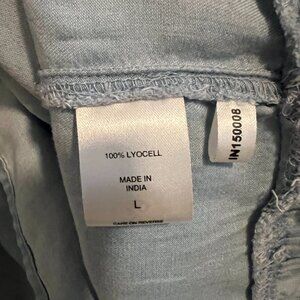 100% LYOCELL
MADE IN
INDIA
L
CARE ON REVERSE
IN150008